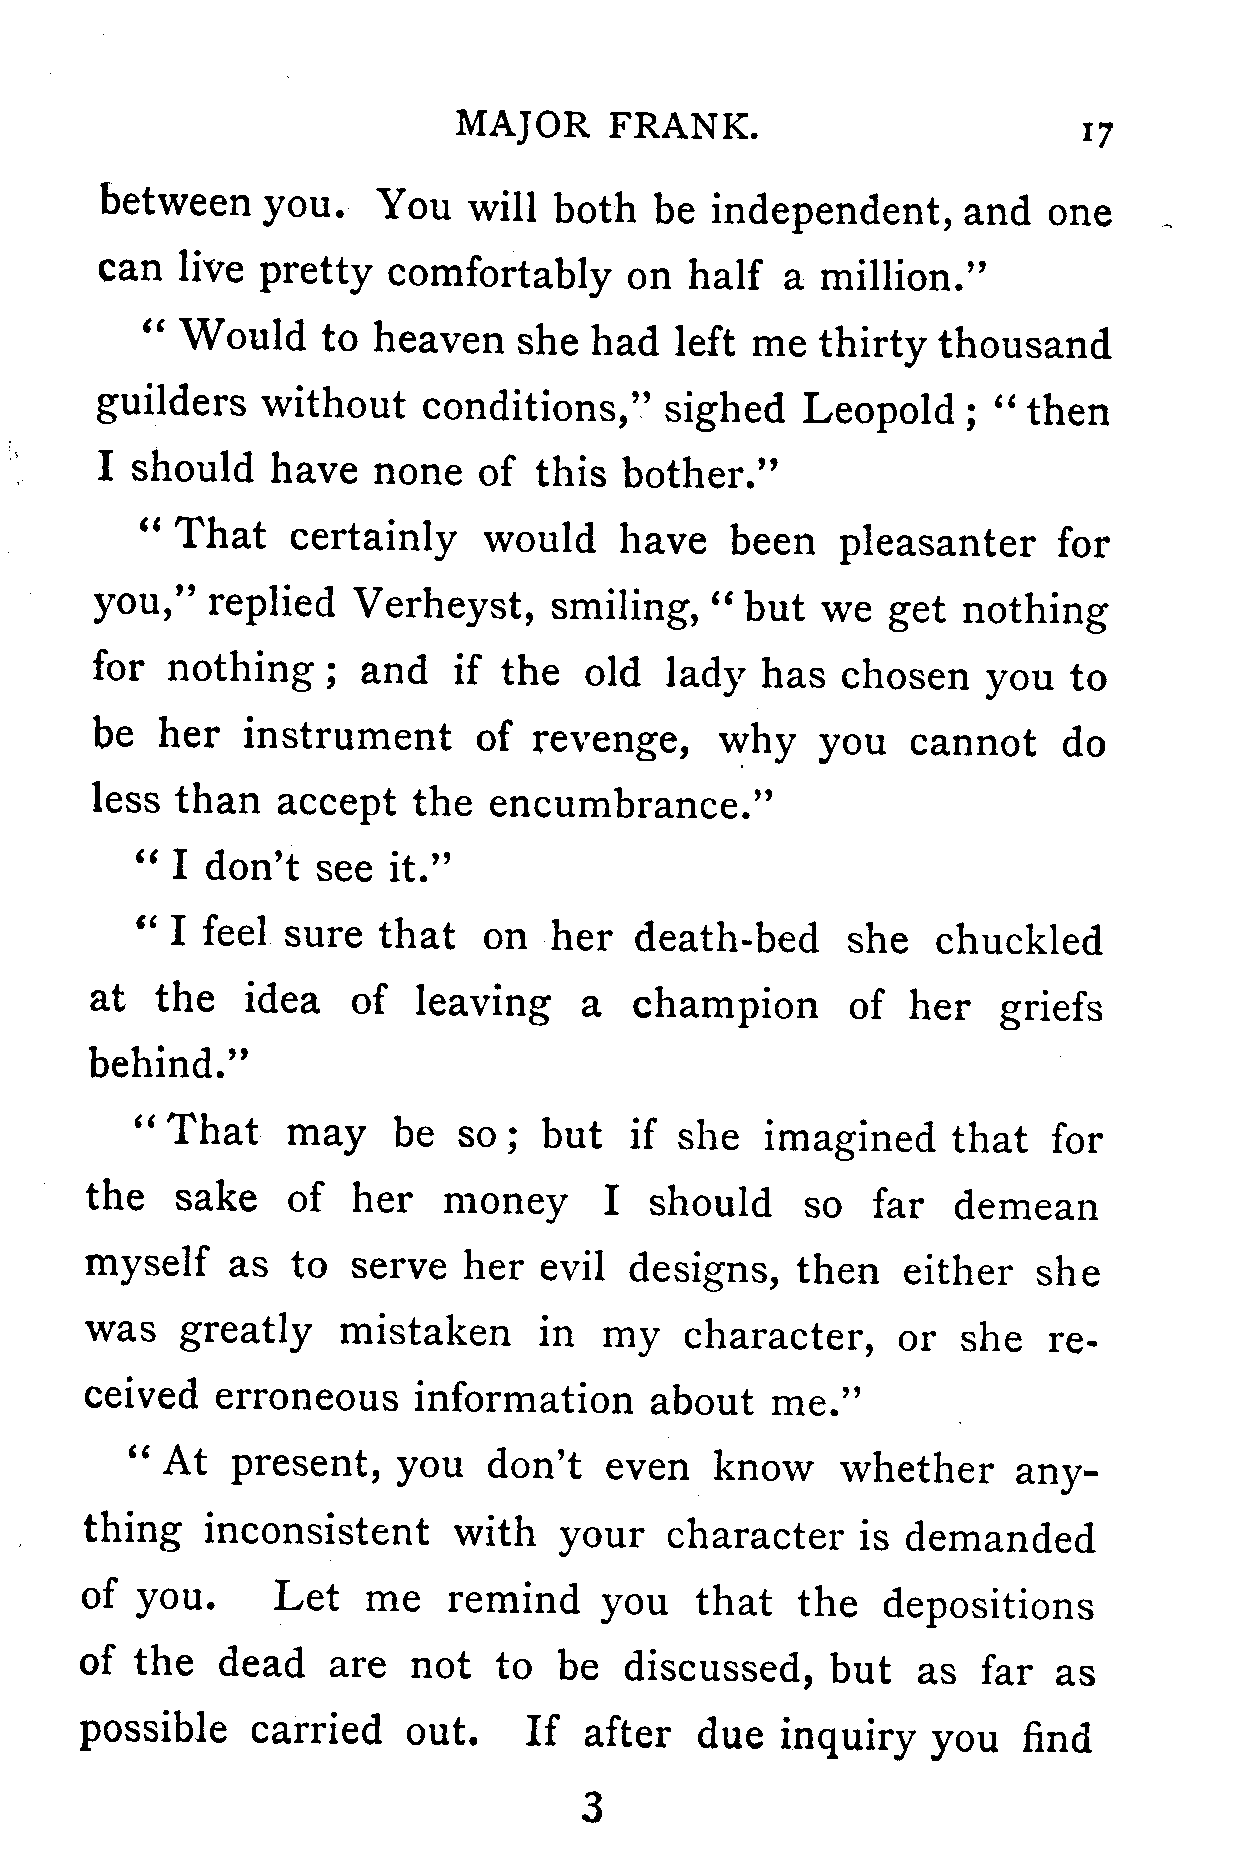 MAJOR FRANK. 17
between you. You will both be independent, and one
can live pretty comfortably on half a million.”
“ Would to heaven she had left me thirty thousand
guilders without conditions,” sighed Leopold ; “ then
I should have none of this bother.”
“ That certainly would have been pleasanter for
you,” replied Verheyst, smiling, “ but we get nothing
for nothing ; and if the old lady has chosen you to
be her instrument of revenge, why you cannot do
less than accept the encumbrance.”
“ I don’t see it.”
“ I feel sure that on her death-bed she chuckled
at the idea of leaving a champion of her griefs
behind.”
“ That may be so ; but if she imagined that for
the sake of her money I should so far demean
myself as to serve her evil designs, then either she
was greatly mistaken in my character, or she re-
ceived erroneous information about me.”
“ At present, you don’t even know whether any-
thing inconsistent with your character is demanded
of you. Let me remind you that the depositions
of the dead are not to be discussed, but as far as
possible carried out. If after due inquiry you find
3